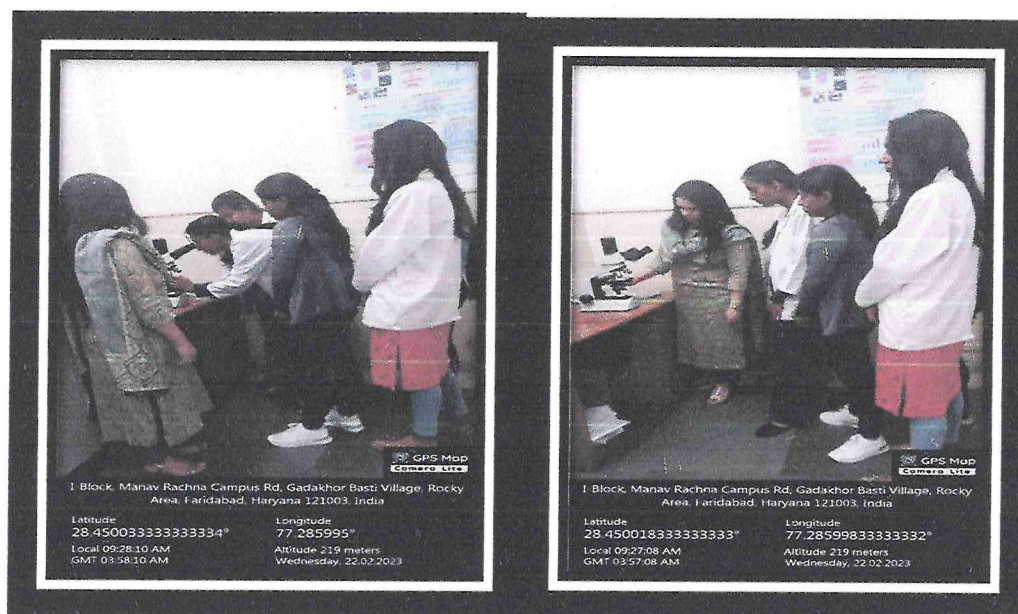 GPS Map
Camera Lite
I-Block, Manav Rachna Campus Rd, Gadakhor Basti Village, Rocky
Area, Faridabad, Haryana 121003, India
Latitude
28.450033333333334°
Longitude
77.285995°
Local 09:28:10 AM
GMT 03:58:10 AM
Altitude 219 meters
Wednesday, 22.02.2023
GPS Map
Camera Lite
I-Block, Manav Rachna Campus Rd, Gadakhor Basti Village, Rocky
Area, Faridabad, Haryana 121003, India
Latitude
28.450018333333333°
Longitude
77.28599833333332°
Local 09:27:08 AM
GMT 03:57:08 AM
Altitude 219 meters
Wednesday, 22.02.2023